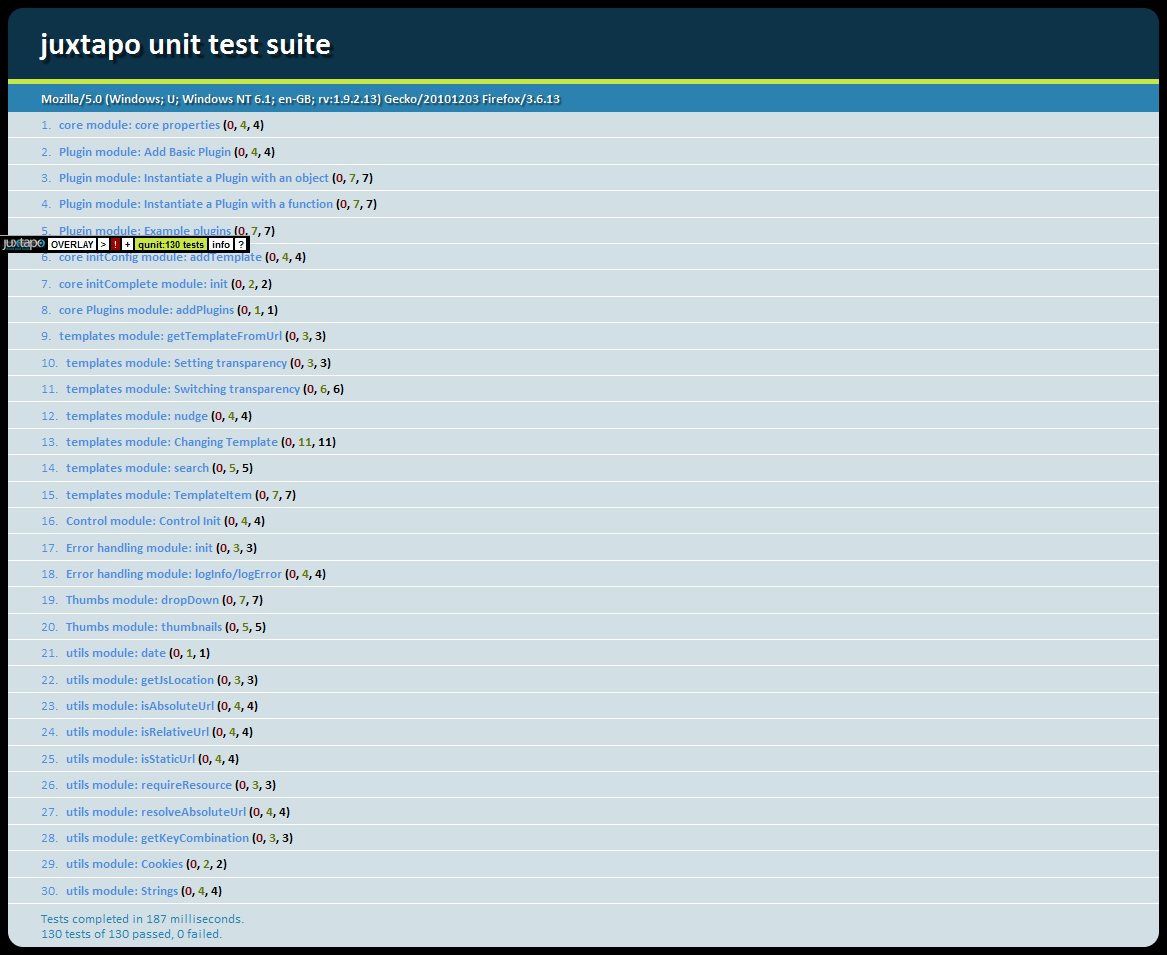 juxtapo unit test suite
Mozilla/5.0 (Windows; U; Windows NT 6.1; en-GB; rv:1.9.2.13) Gecko/20101203 Firefox/3.6.13
1. core module: core properties (0, 4, 4)
2. Plugin module: Add Basic Plugin (0, 4, 4)
3. Plugin module: Instantiate a Plugin with an object (0, 7, 7)
4. Plugin module: Instantiate a Plugin with a function (0, 7, 7)
5. Plugin module: Example plugins (0, 7, 7)
juxtapo OVERLAY > ! + qunit:130 tests info ?
6. core initConfig module: addTemplate (0, 4, 4)
7. core initComplete module: init (0, 2, 2)
8. core Plugins module: addPlugins (0, 1, 1)
9. templates module: getTemplateFromUrl (0, 3, 3)
10. templates module: Setting transparency (0, 3, 3)
11. templates module: Switching transparency (0, 6, 6)
12. templates module: nudge (0, 4, 4)
13. templates module: Changing Template (0, 11, 11)
14. templates module: search (0, 5, 5)
15. templates module: TemplateItem (0, 7, 7)
16. Control module: Control Init (0, 4, 4)
17. Error handling module: init (0, 3, 3)
18. Error handling module: logInfo/logError (0, 4, 4)
19. Thumbs module: dropDown (0, 7, 7)
20. Thumbs module: thumbnails (0, 5, 5)
21. utils module: date (0, 1, 1)
22. utils module: getJsLocation (0, 3, 3)
23. utils module: isAbsoluteUrl (0, 4, 4)
24. utils module: isRelativeUrl (0, 4, 4)
25. utils module: isStaticUrl (0, 4, 4)
26. utils module: requireResource (0, 3, 3)
27. utils module: resolveAbsoluteUrl (0, 4, 4)
28. utils module: getKeyCombination (0, 3, 3)
29. utils module: Cookies (0, 2, 2)
30. utils module: Strings (0, 4, 4)
Tests completed in 187 milliseconds.
130 tests of 130 passed, 0 failed.